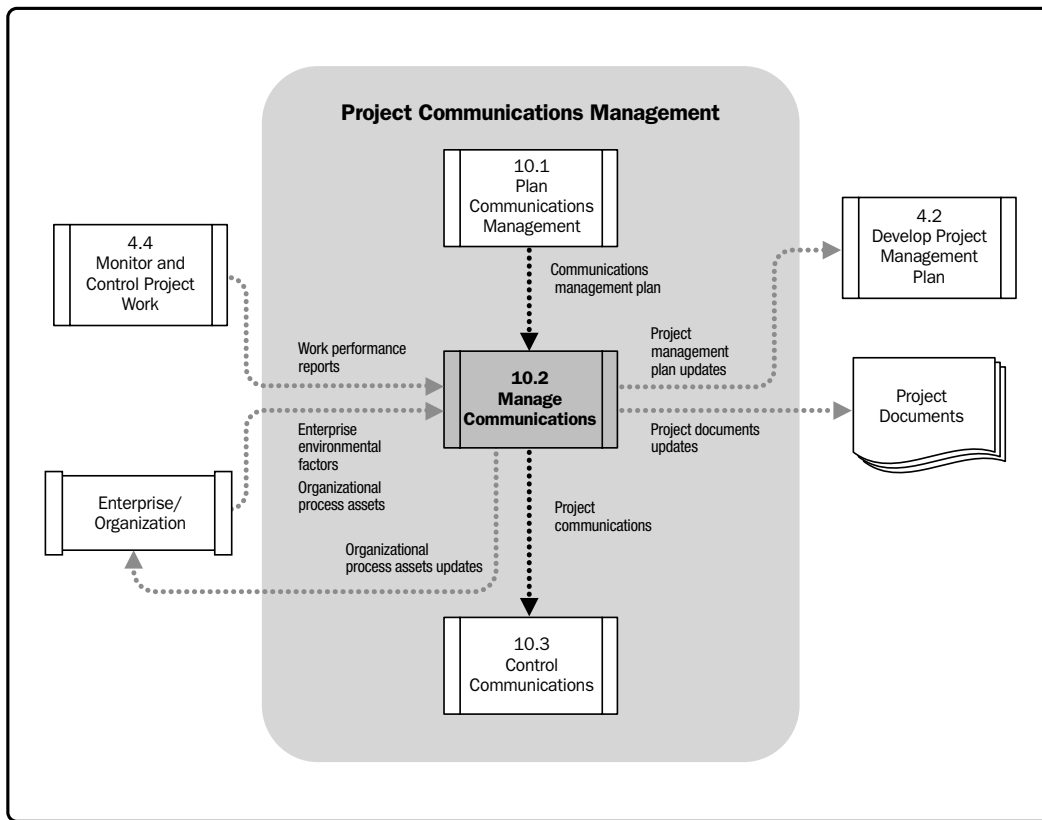 Project Communications Management
10.1
Plan
Communications
Management
4.4
Monitor and
Control Project
Work
4.2
Develop Project
Management
Plan
Communications
management plan
Work performance
reports
Project
management
plan updates
10.2
Manage
Communications
Project
Documents
Enterprise
environmental
factors
Organizational
process assets
Project documents
updates
Enterprise/
Organization
Project
communications
Organizational
process assets updates
10.3
Control
Communications